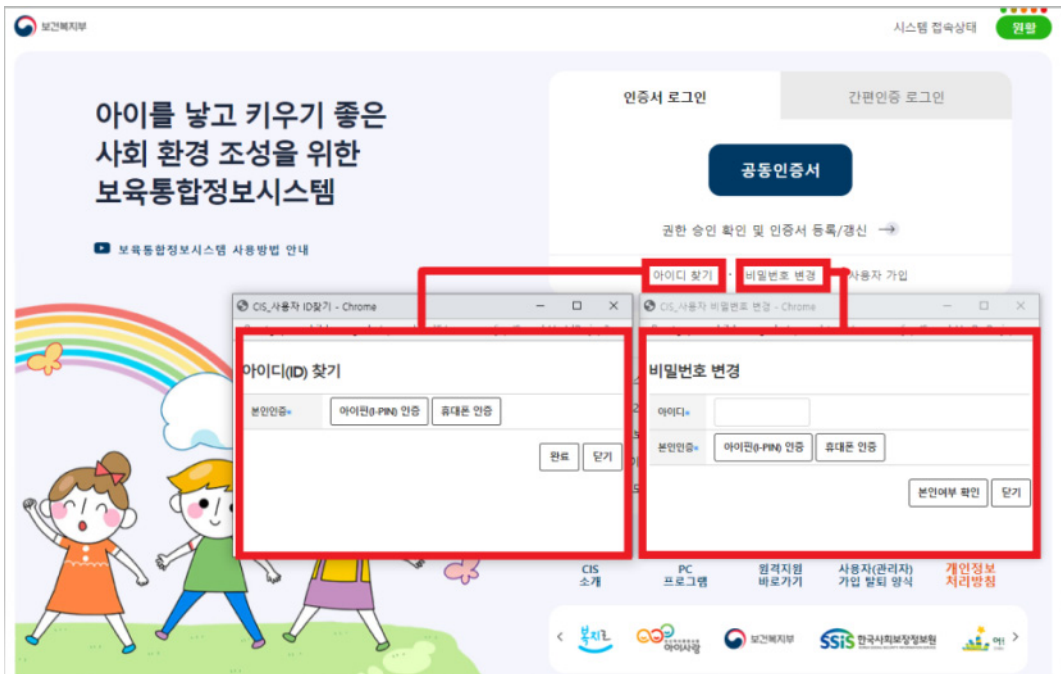 보건복지부
시스템 접속상태
원활
아이를 낳고 키우기 좋은
사회 환경 조성을 위한
보육통합정보시스템
보육통합정보시스템 사용방법 안내
인증서 로그인
간편인증 로그인
공동인증서
권한 승인 확인 및 인증서 등록/갱신 →
아이디 찾기 · 비밀번호 변경
사용자 가입
CIS_사용자 ID찾기 - Chrome
아이디(ID) 찾기
본인인증*
아이핀(I-PIN) 인증
휴대폰 인증
완료
닫기
CIS_사용자 비밀번호 변경 - Chrome
비밀번호 변경
아이디*
본인인증*
아이핀(I-PIN) 인증
휴대폰 인증
본인여부 확인
닫기
CIS
소개
PC
프로그램
원격지원
바로가기
사용자(관리자)
가입 탈퇴 양식
개인정보
처리방침
복지로
아이사랑
보건복지부
SSiS 한국사회보장정보원